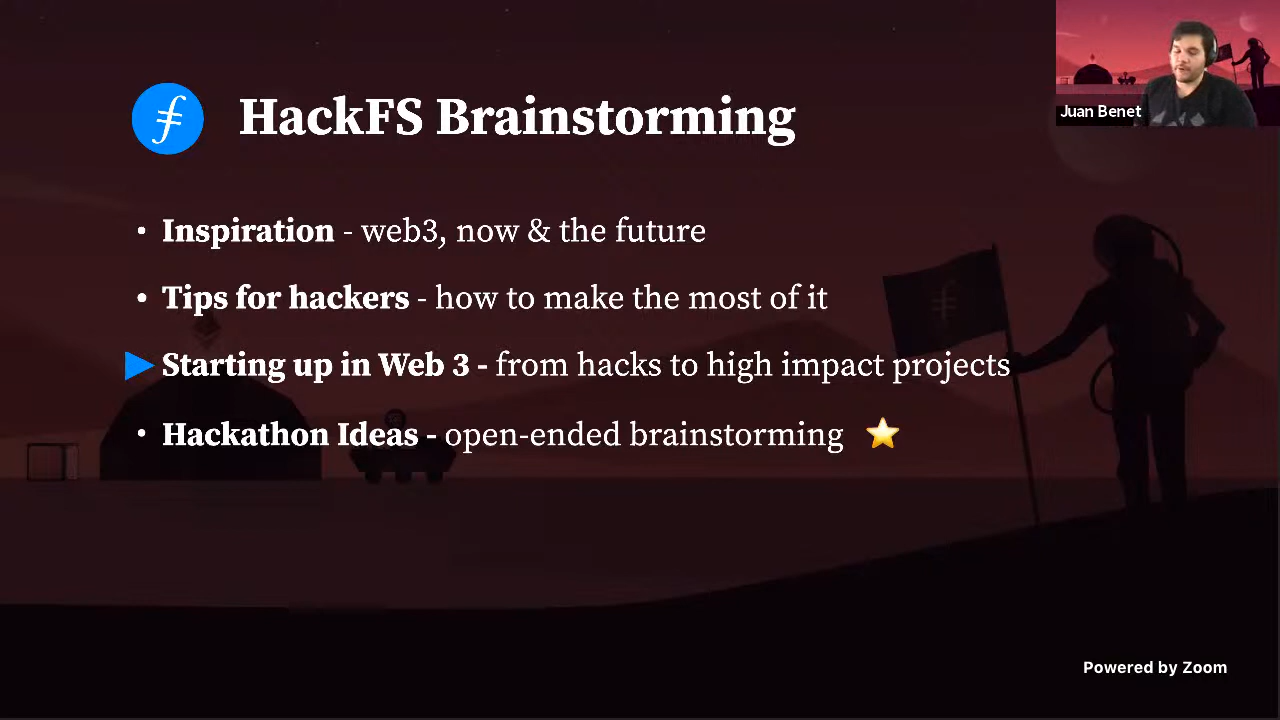 HackFS Brainstorming
Juan Benet
• Inspiration - web3, now & the future
• Tips for hackers - how to make the most of it
▶ Starting up in Web 3 - from hacks to high impact projects
• Hackathon Ideas - open-ended brainstorming ⭐
Powered by Zoom